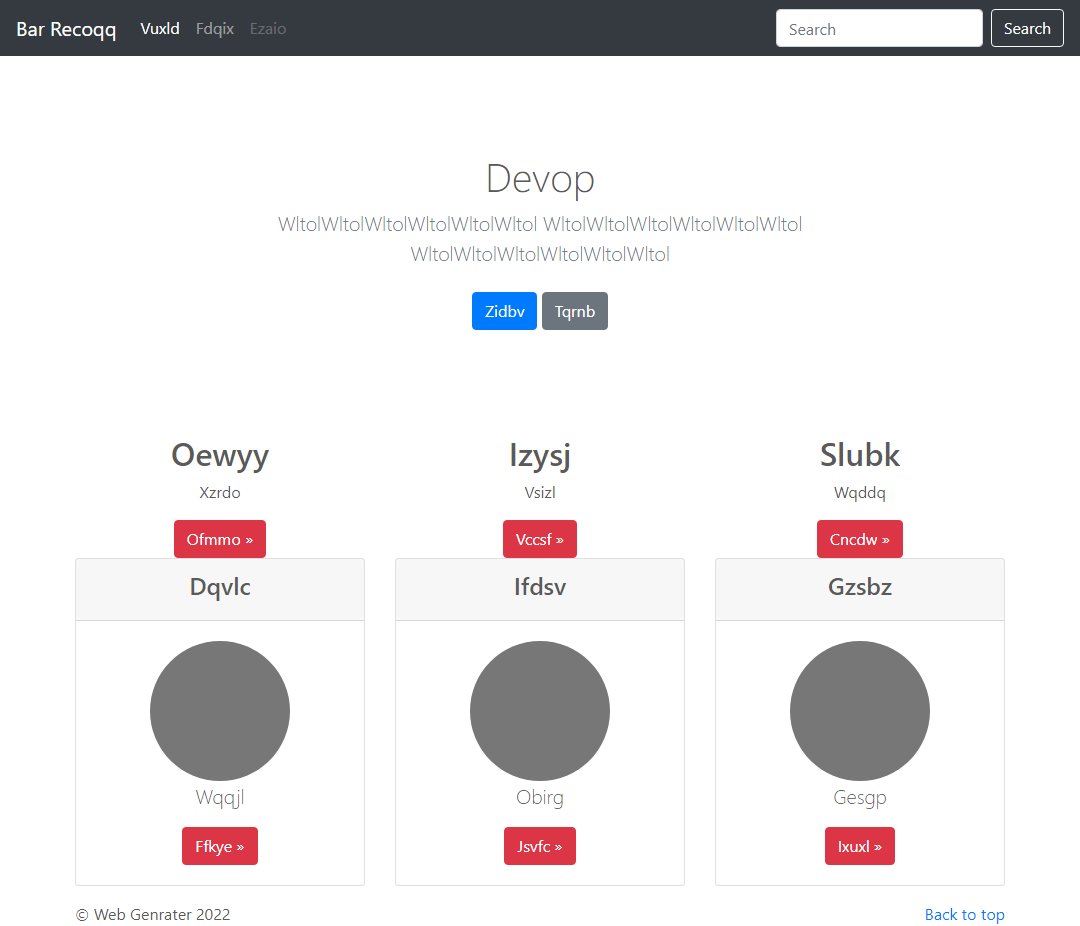 Bar Recoqq Vuxld Fdqix Ezaio Search Search
Devop
WltolWltolWltolWltolWltolWltol WltolWltolWltolWltolWltolWltol
WltolWltolWltolWltolWltolWltol
Zidbv Tqrnb
Oewyy Izysj Slubk
Xzrdo Vsizl Wqddq
Ofmmo » Vccsf » Cncdw »
Dqvlc Ifdsv Gzsbz
Wqqjl Obirg Gesgp
Ffkye » Jsvfc » Ixuxl »
© Web Genrater 2022 Back to top